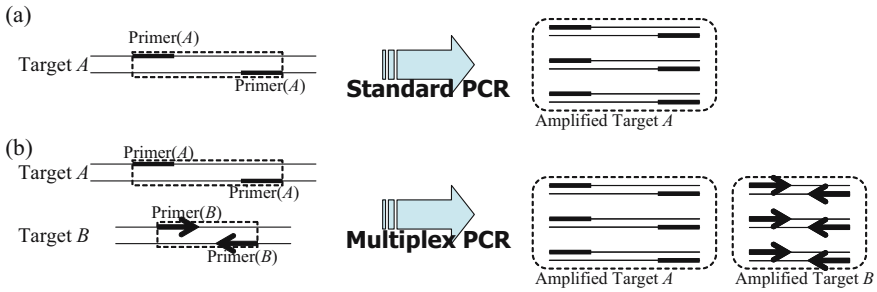 (a)
Primer(A)
Target A
Primer(A)
Standard PCR
Amplified Target A
(b)
Primer(A)
Target A
Primer(A)
Primer(B)
Target B
Primer(B)
Multiplex PCR
Amplified Target A
Amplified Target B